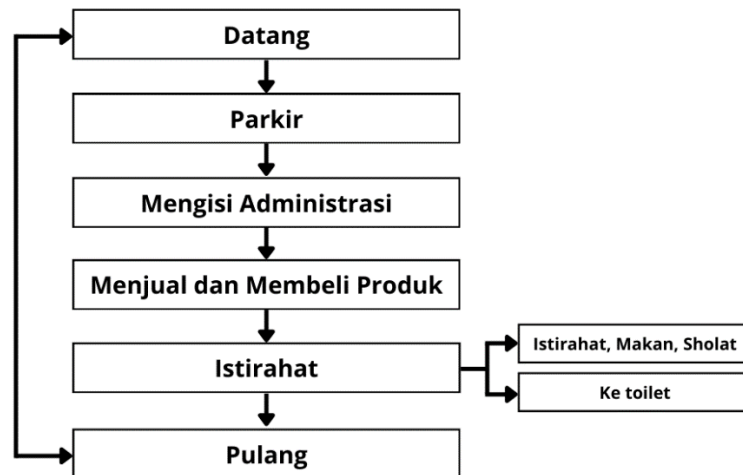 Datang
Parkir
Mengisi Administrasi
Menjual dan Membeli Produk
Istirahat
Istirahat, Makan, Sholat
Ke toilet
Pulang